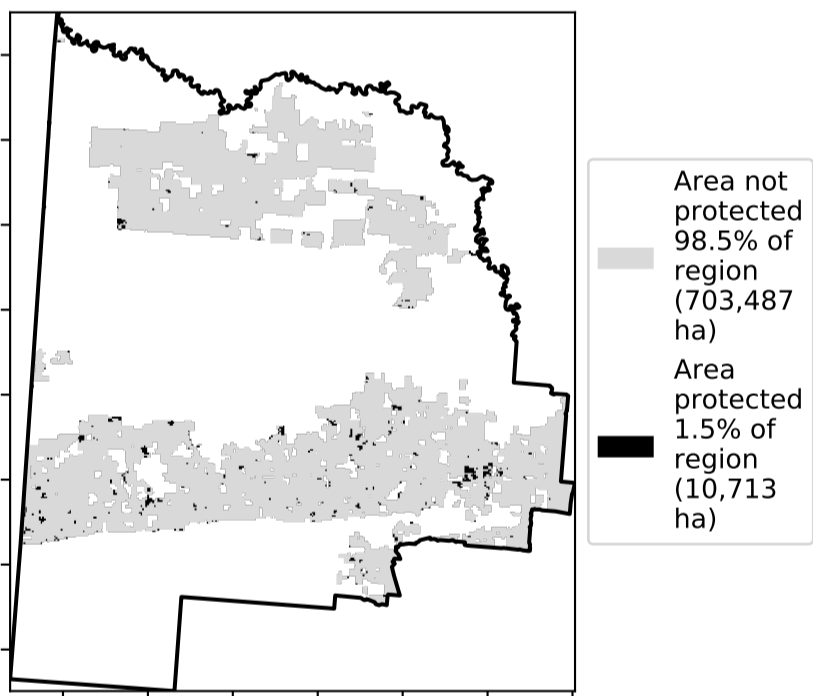 Area not
protected
98.5% of
region
(703,487
ha)
Area
protected
1.5% of
region
(10,713
ha)